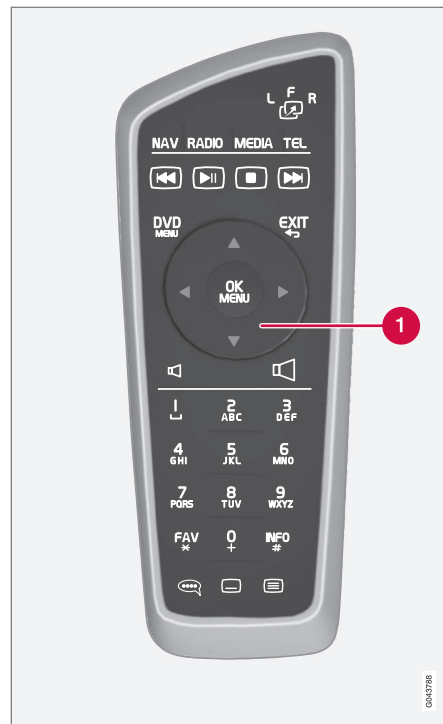 L F R
NAV RADIO MEDIA TEL
DVD EXIT
MENU
OK
MENU
1
1 2 3
ABC DEF
4 5 6
GHI JKL MNO
7 8 9
PQRS TUV WXYZ
FAV 0 INFO
* + #
G043788